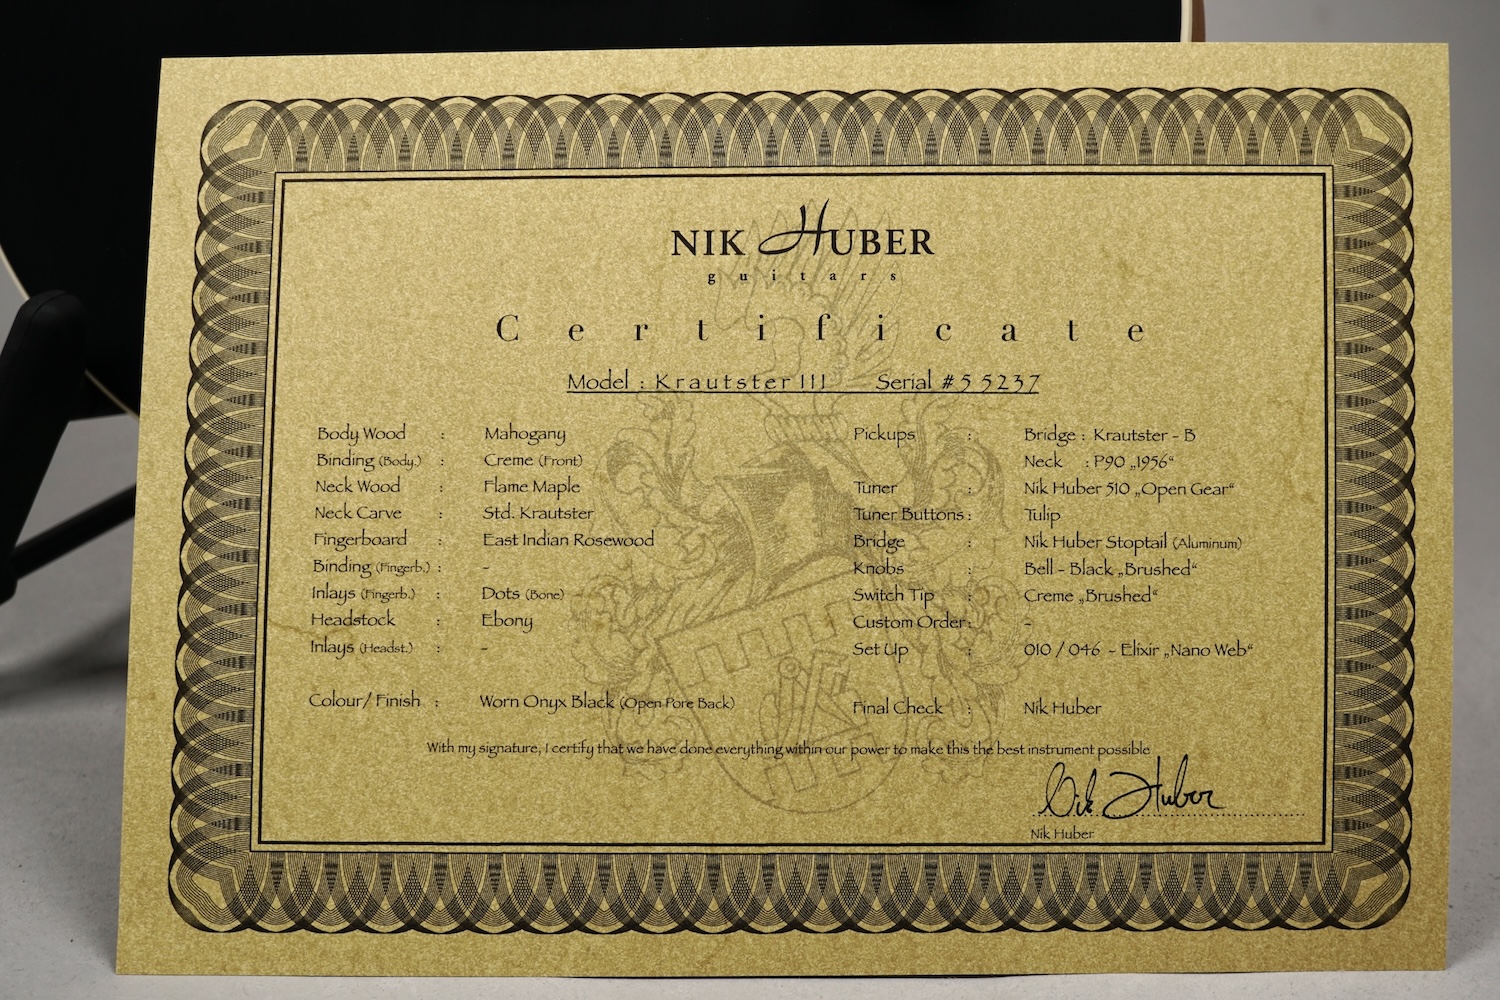 NIK HUBER
guitars
Certificate
Model : Krautster III Serial #55237
Body Wood : Mahogany
Binding (Body.) : Creme (Front)
Neck Wood : Flame Maple
Neck Carve : Std. Krautster
Fingerboard : East Indian Rosewood
Binding (Fingerb.) : -
Inlays (Fingerb.) : Dots (Bone)
Headstock : Ebony
Inlays (Headst.) : -
Colour/Finish : Worn Onyx Black (Open Pore Back)
Pickups : Bridge : Krautster - B
Neck : P90 „1956“
Tuner : Nik Huber 510 „Open Gear“
Tuner Buttons : Tulip
Bridge : Nik Huber Stoptail (Aluminum)
Knobs : Bell - Black „Brushed“
Switch Tip : Creme „Brushed“
Custom Order : -
Set Up : 010 / 046 - Elixir „Nano Web“
Final Check : Nik Huber
With my signature, I certify that we have done everything within our power to make this the best instrument possible
Nik Huber
Nik Huber